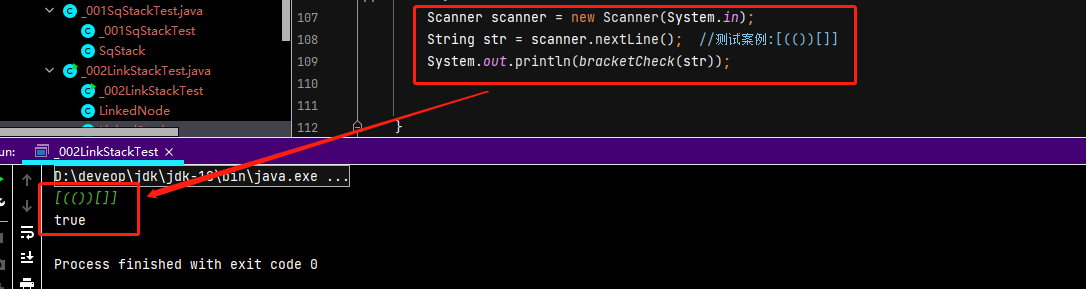 _001SqStackTest.java
_001SqStackTest
SqStack
_002LinkStackTest.java
_002LinkStackTest
LinkedNode
//
107 Scanner scanner = new Scanner(System.in);
108 String str = scanner.nextLine(); //测试案例:[(())[]]
109 System.out.println(bracketCheck(str));
110
111
112 }
un: _002LinkStackTest ×
D:\deveop\jdk\jdk-18\bin\java.exe ...
[(())[]]
true
Process finished with exit code 0